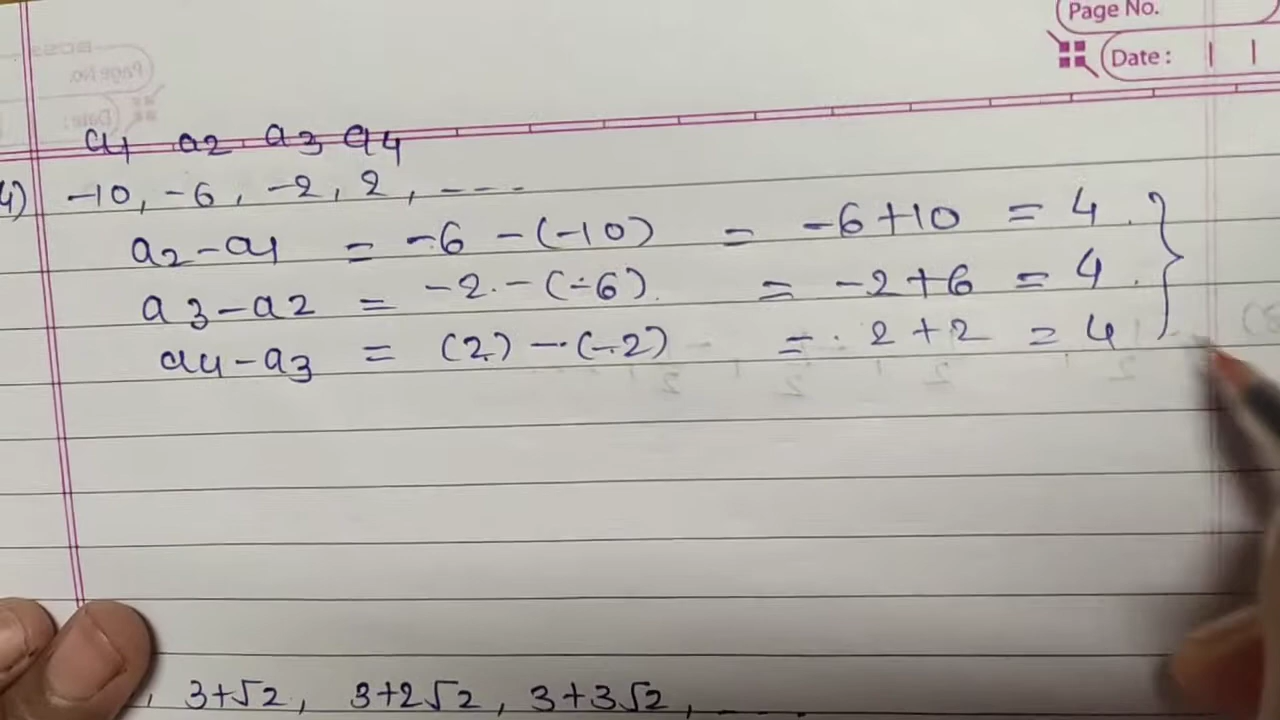 Page No.
Date :
a1 a2 a3 a4
4) -10, -6, -2, 2, ----
a2-a1 = -6 -(-10) = -6+10 = 4
a3-a2 = -2 -(-6) = -2+6 = 4
a4-a3 = (2) -(-2) = 2+2 = 4
, 3+√2, 3+2√2, 3+3√2, ----